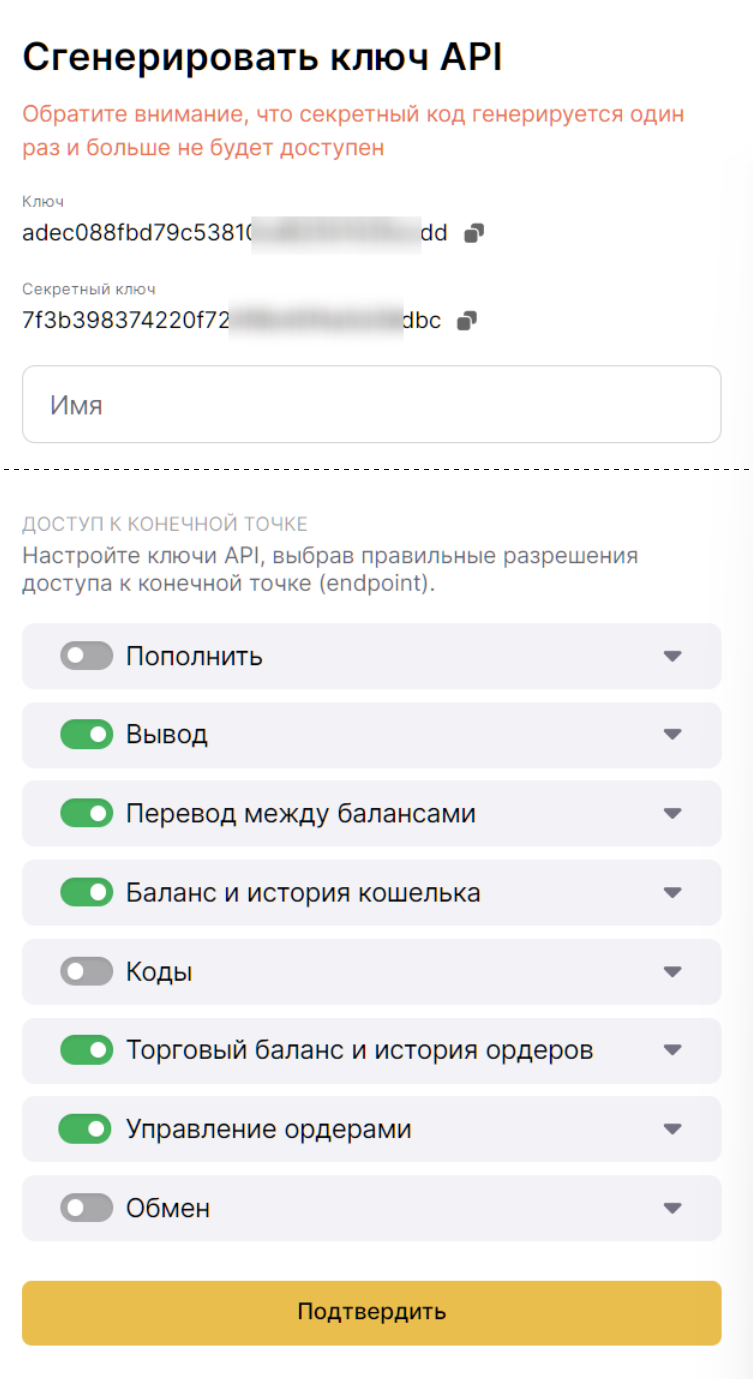 Сгенерировать ключ API
Обратите внимание, что секретный код генерируется один
раз и больше не будет доступен
Ключ
adec088fbd79c5381 dd
Секретный ключ
7f3b398374220f72 dbc
Имя
ДОСТУП К КОНЕЧНОЙ ТОЧКЕ
Настройте ключи API, выбрав правильные разрешения
доступа к конечной точке (endpoint).
Пополнить
Вывод
Перевод между балансами
Баланс и история кошелька
Коды
Торговый баланс и история ордеров
Управление ордерами
Обмен
Подтвердить